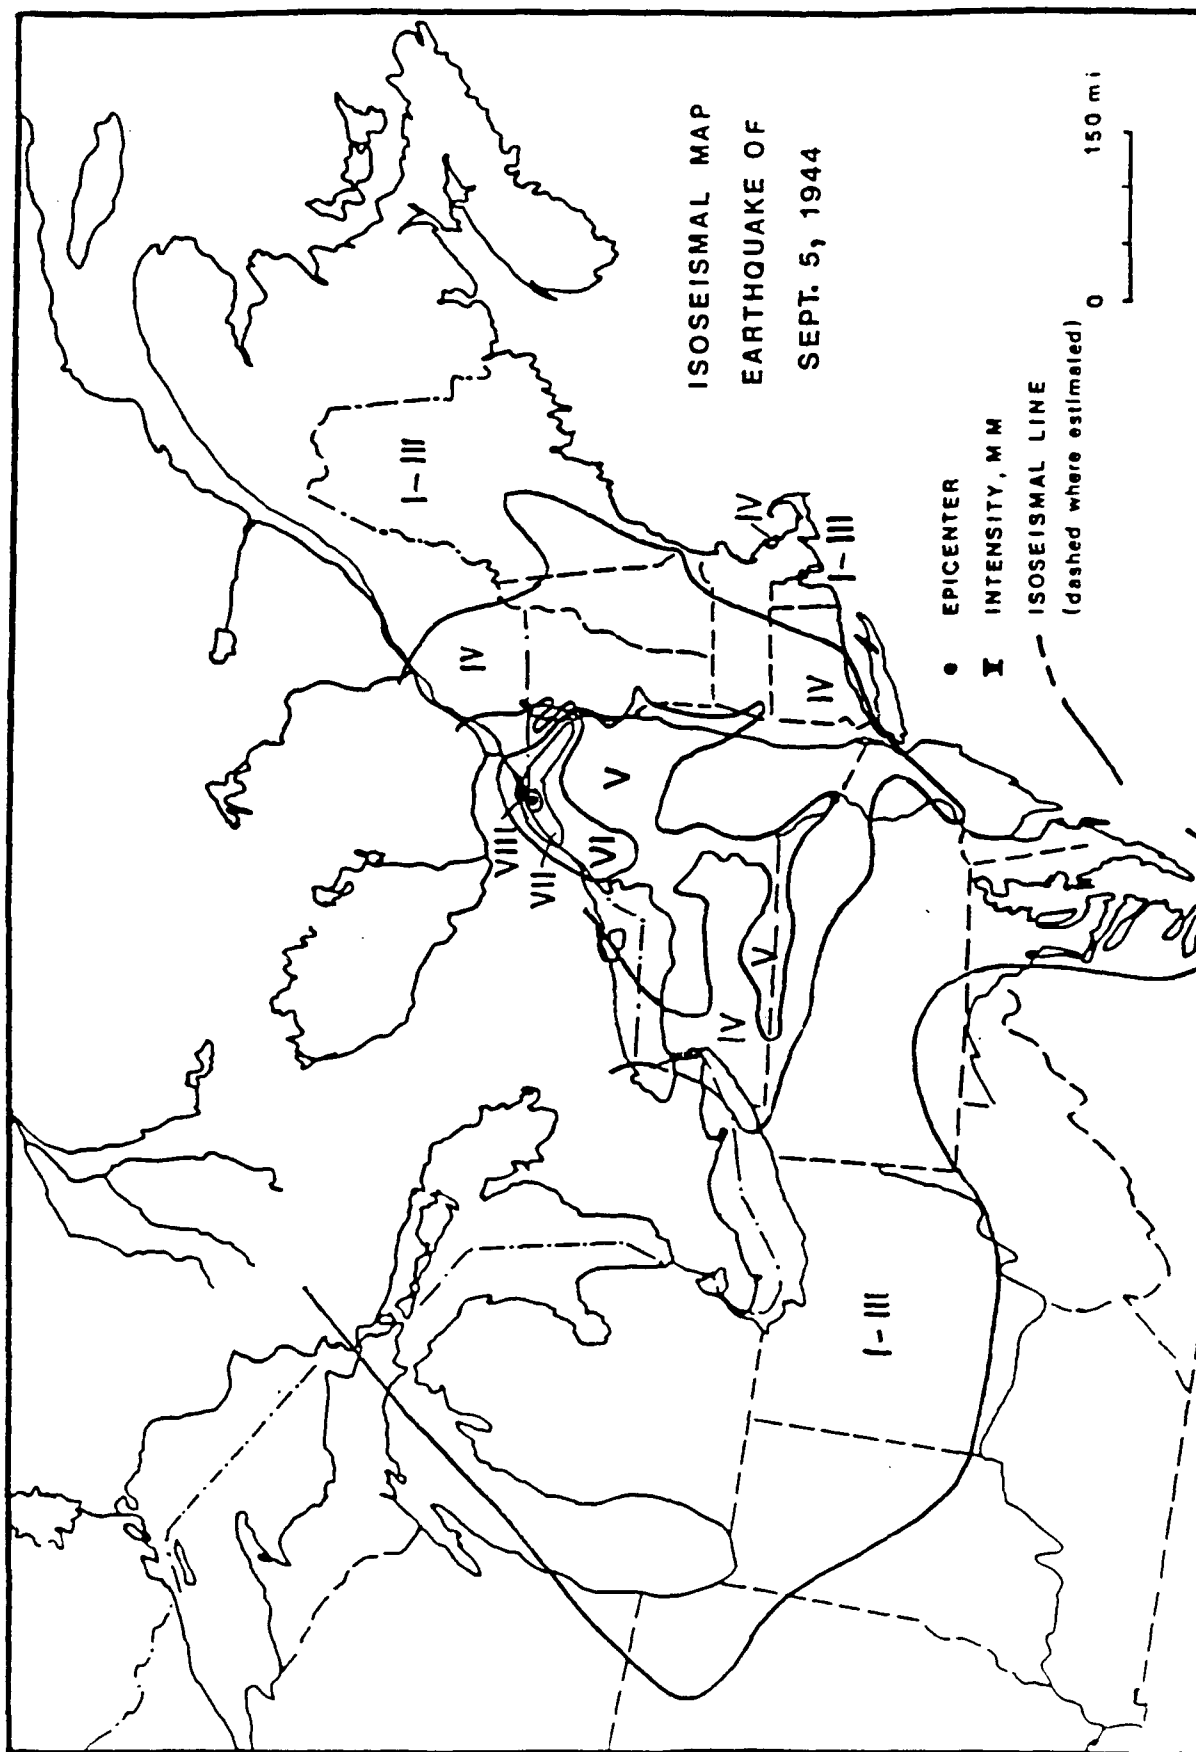 ISOSEISMAL MAP
EARTHQUAKE OF
SEPT. 5, 1944
I-III
IV
IV
I-III
IV
V
VIII
VII
VI
V
IV
I-III
0 150 mi
EPICENTER
INTENSITY, MM
ISOSEISMAL LINE
(dashed where estimated)